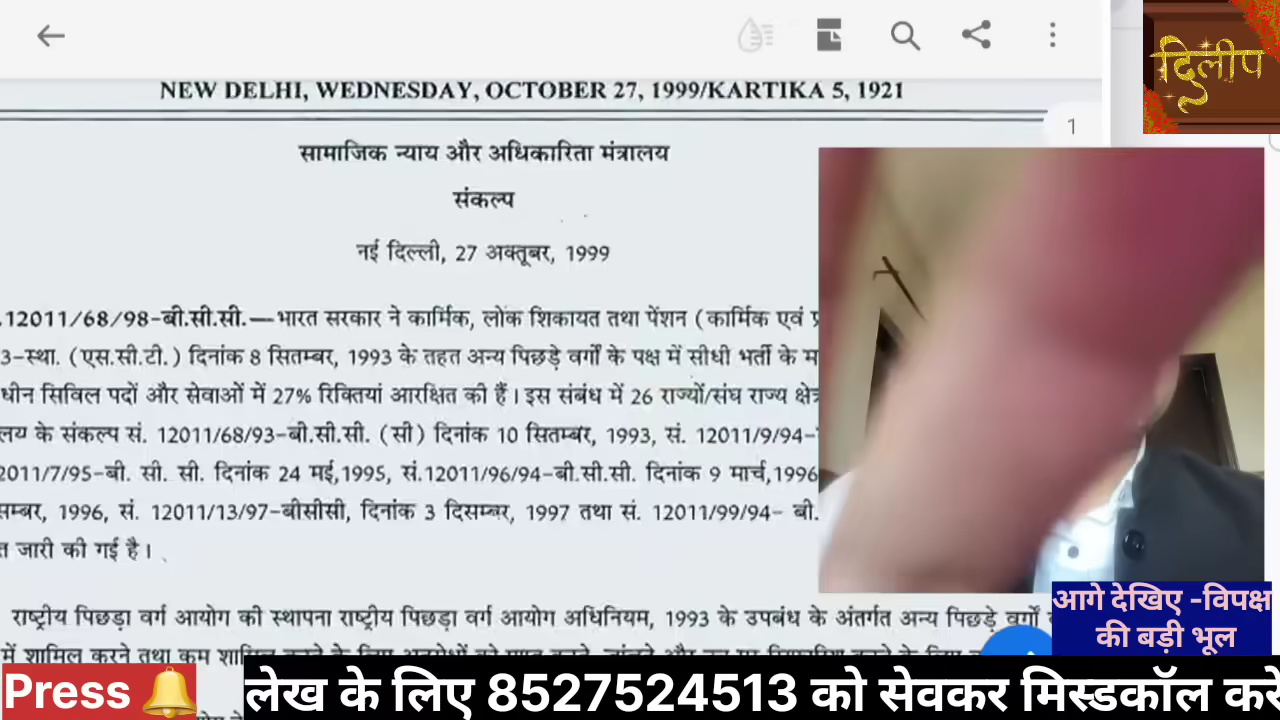 दिलीप
NEW DELHI, WEDNESDAY, OCTOBER 27, 1999/KARTIKA 5, 1921
1
सामाजिक न्याय और अधिकारिता मंत्रालय
संकल्प
नई दिल्ली, 27 अक्तूबर, 1999
.12011/68/98-बी.सी.सी.—भारत सरकार ने कार्मिक, लोक शिकायत तथा पेंशन (कार्मिक एवं
3-स्था. (एस.सी.टी.) दिनांक 8 सितम्बर, 1993 के तहत अन्य पिछड़े वर्गों के पक्ष में सीधी भर्ती के
धीन सिविल पदों और सेवाओं में 27% रिक्तियां आरक्षित की हैं। इस संबंध में 26 राज्यों/संघ राज्य
लय के संकल्प सं. 12011/68/93-बी.सी.सी. (सी) दिनांक 10 सितम्बर, 1993, सं. 12011/9/94-
2011/7/95-बी. सी. सी. दिनांक 24 मई,1995, सं.12011/96/94-बी.सी.सी. दिनांक 9 मार्च,1996
सम्बर, 1996, सं. 12011/13/97-बीसीसी, दिनांक 3 दिसम्बर, 1997 तथा सं. 12011/99/94- बी.
त जारी की गई है।
राष्ट्रीय पिछड़ा वर्ग आयोग की स्थापना राष्ट्रीय पिछड़ा वर्ग आयोग अधिनियम, 1993 के उपबंध के अंतर्गत अन्य पिछड़े वर्गों
में शामिल करने तथा कम
आगे देखिए -विपक्ष
की बड़ी भूल
Press
लेख के लिए 8527524513 को सेवकर मिस्डकॉल करे